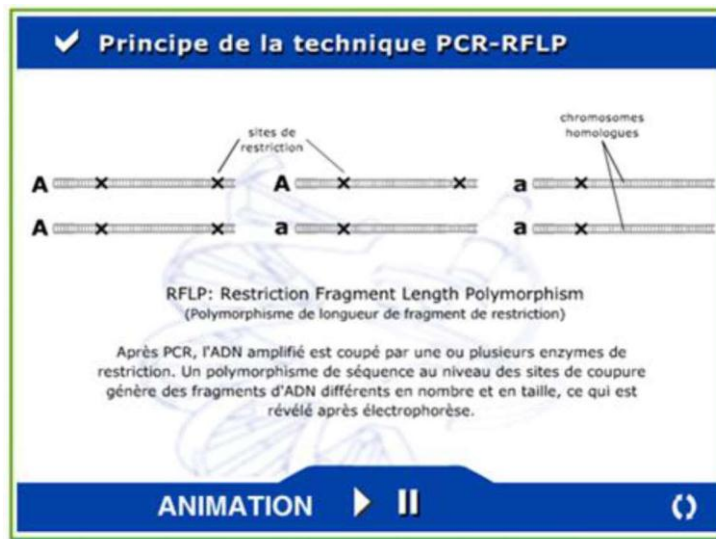 Principe de la technique PCR-RFLP
sites de
restriction
chromosomes
homologues
A A a
A a a
RFLP: Restriction Fragment Length Polymorphism
(Polymorphisme de longueur de fragment de restriction)
Après PCR, l'ADN amplifié est coupé par une ou plusieurs enzymes de
restriction. Un polymorphisme de séquence au niveau des sites de coupure
génère des fragments d'ADN différents en nombre et en taille, ce qui est
révélé après électrophorèse.
ANIMATION